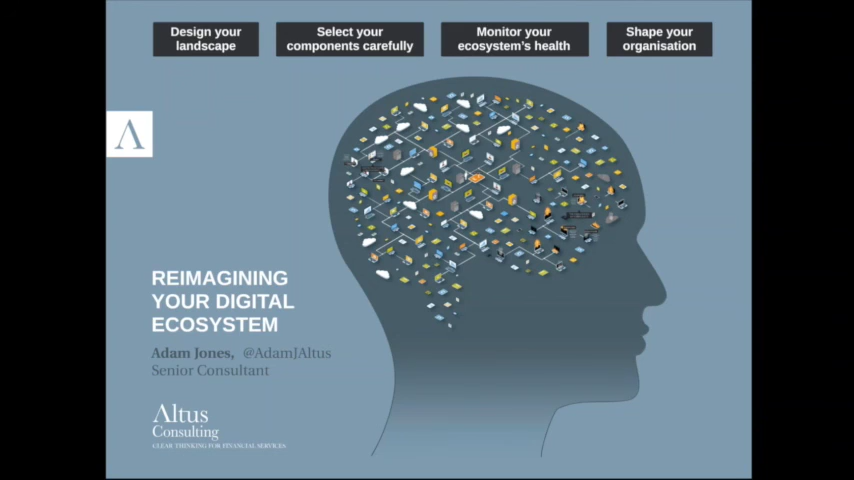 Design your
landscape
Select your
components carefully
Monitor your
ecosystem's health
Shape your
organisation
REIMAGINING
YOUR DIGITAL
ECOSYSTEM
Adam Jones, @AdamJAltus
Senior Consultant
Altus
Consulting
CLEAR THINKING FOR FINANCIAL SERVICES